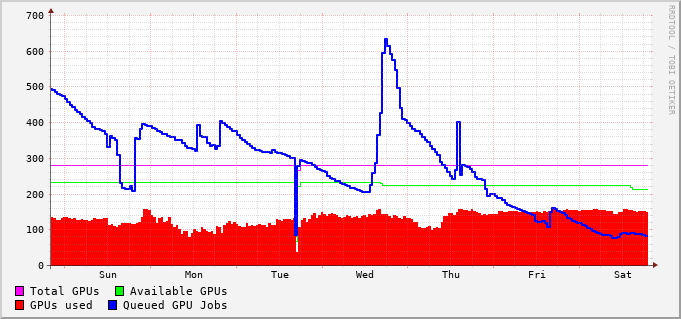 700
600
500
400
300
200
100
0
Sun Mon Tue Wed Thu Fri Sat
Total GPUs Available GPUs
GPUs used Queued GPU Jobs
RRDTOOL / TOBI OETIKER